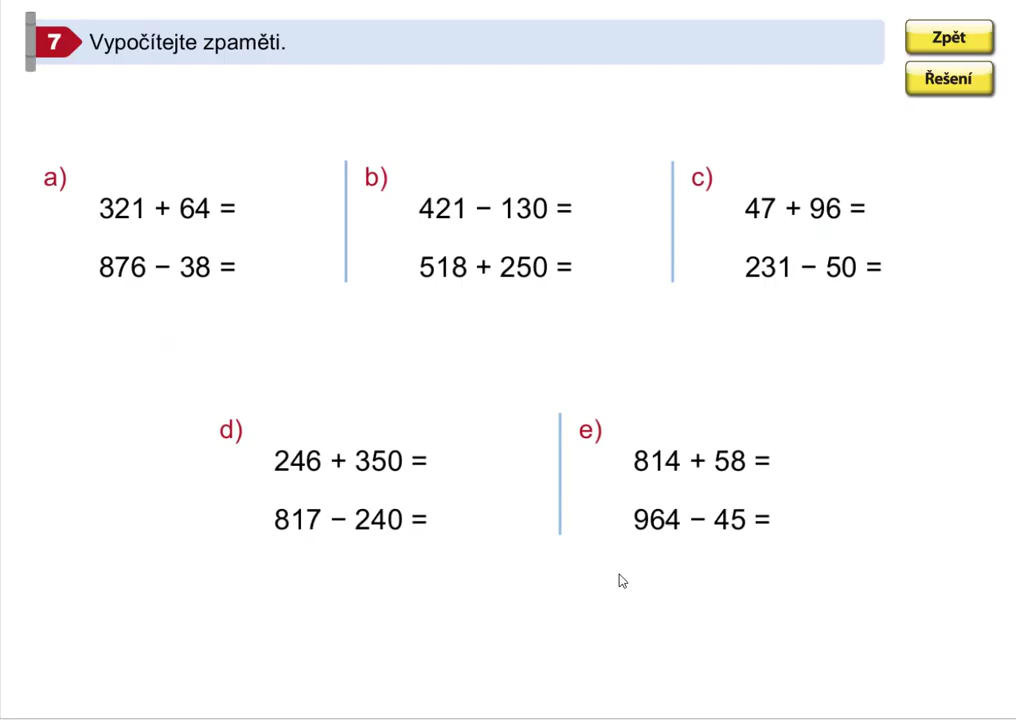 7 Vypočítejte zpaměti.
Zpět
Řešení
a)
321 + 64 =
876 − 38 =
b)
421 − 130 =
518 + 250 =
c)
47 + 96 =
231 − 50 =
d)
246 + 350 =
817 − 240 =
e)
814 + 58 =
964 − 45 =